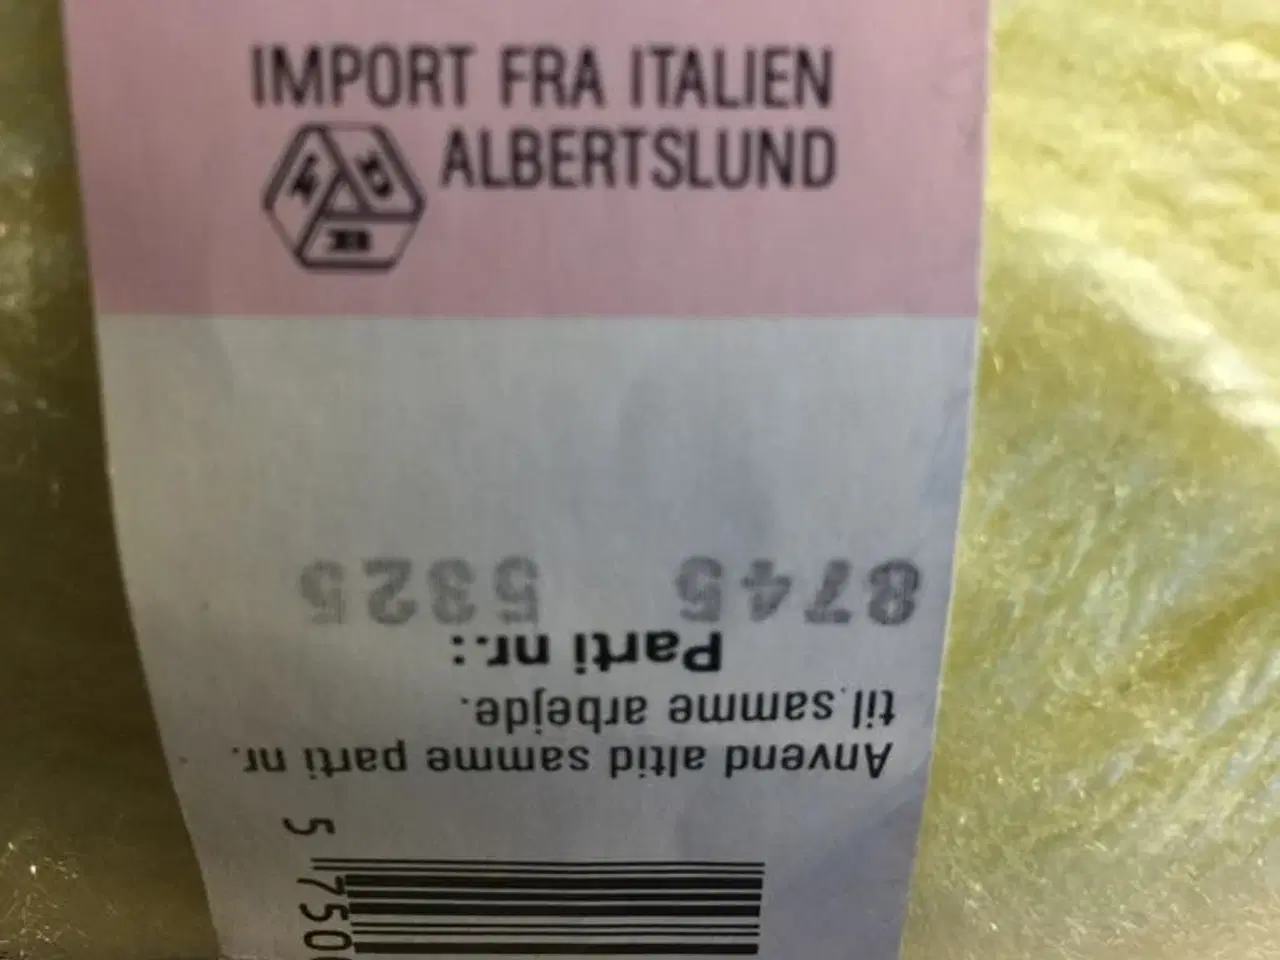 IMPORT FRA ITALIEN
ALBERTSLUND
Anvend altid samme parti nr.
til samme arbejde.
Parti nr.:
8745 5325
5 750